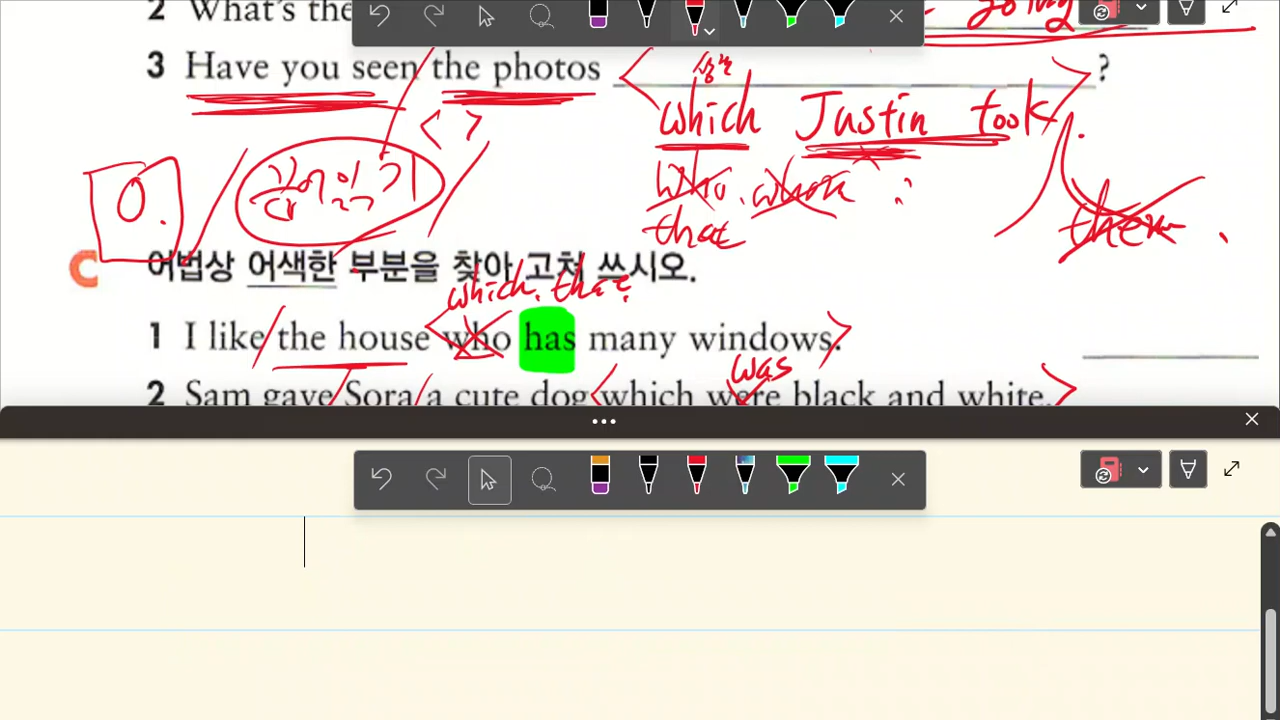 2 What's the
going
3 Have you seen the photos < > ?
생략
which Justin took.
< >
O. 끊어읽기
who. whom
that
them.
C 어법상 어색한 부분을 찾아 고쳐 쓰시오.
which. that.
1 I like the house who has many windows.
was
2 Sam gave Sora a cute dog which were black and white.